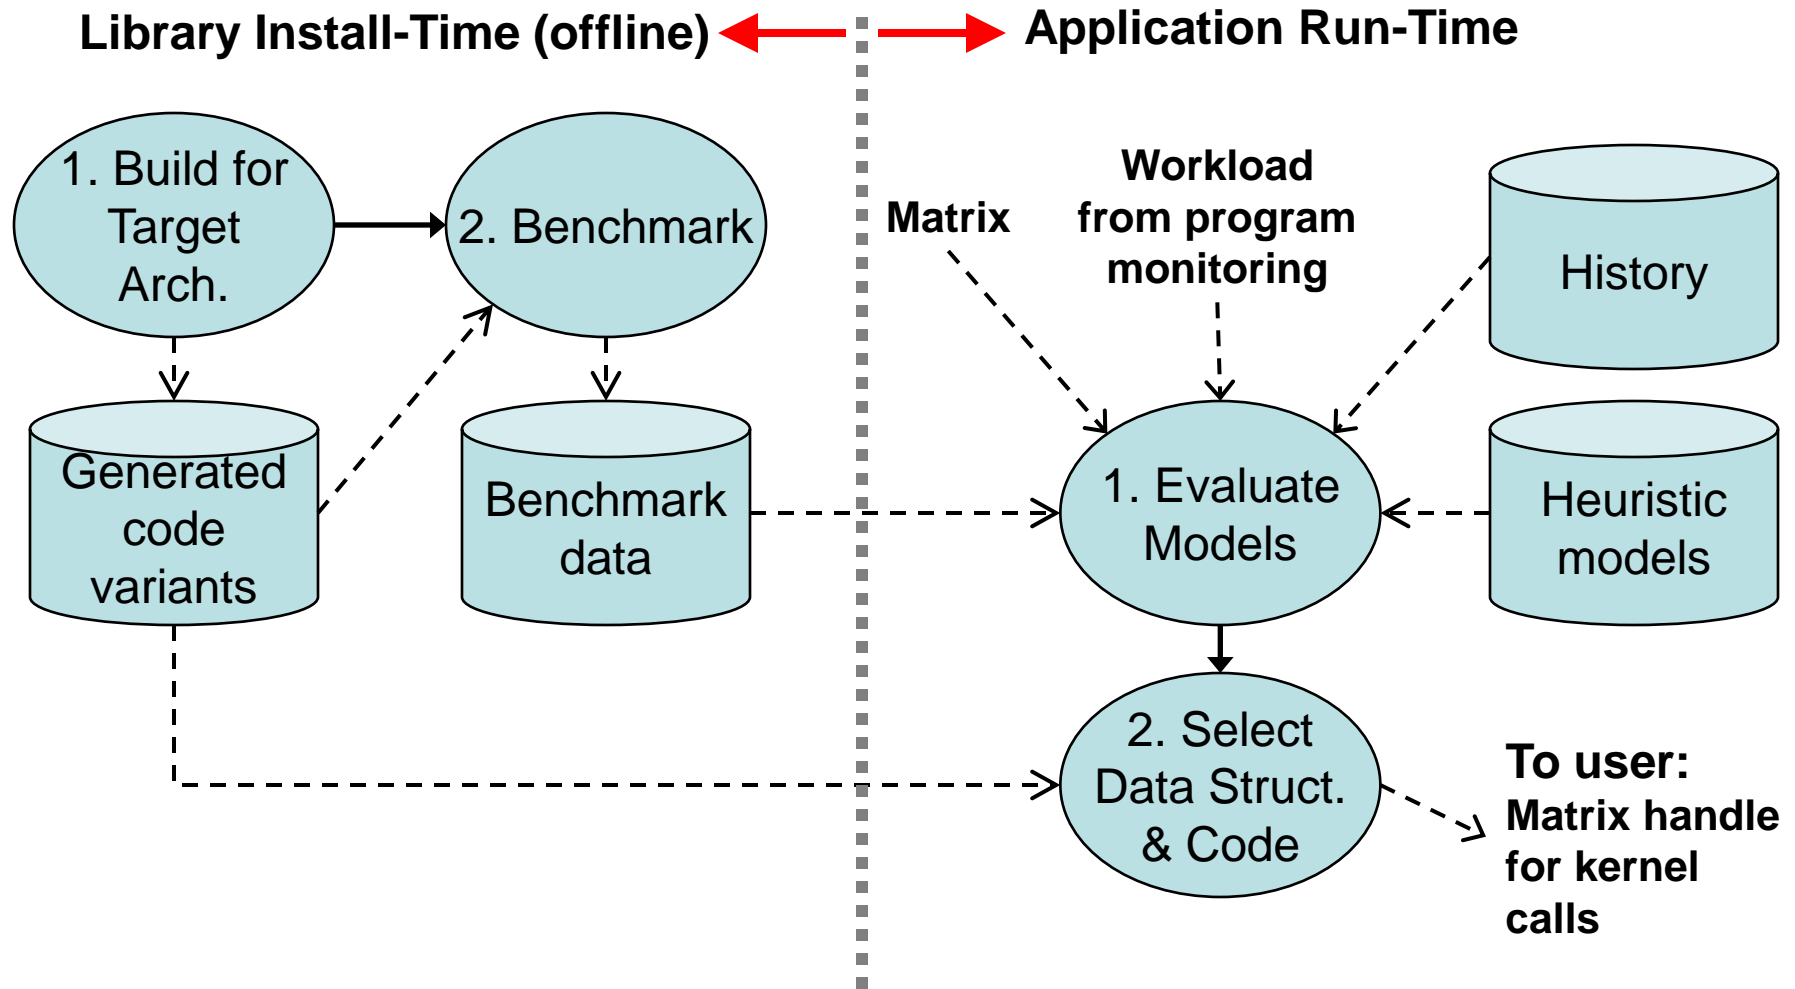 Library Install-Time (offline)
Application Run-Time
1. Build for
Target
Arch.
2. Benchmark
Generated
code
variants
Benchmark
data
Matrix
Workload
from program
monitoring
History
1. Evaluate
Models
Heuristic
models
2. Select
Data Struct.
& Code
To user:
Matrix handle
for kernel
calls